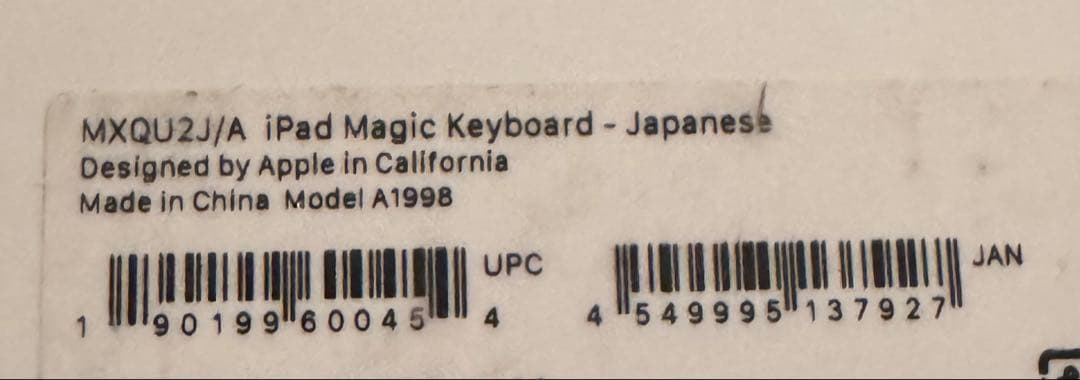 MXQU2J/A iPad Magic Keyboard - Japanese
Designed by Apple in California
Made in China Model A1998
UPC
JAN
1 90199 60045 4
4 549995 137927